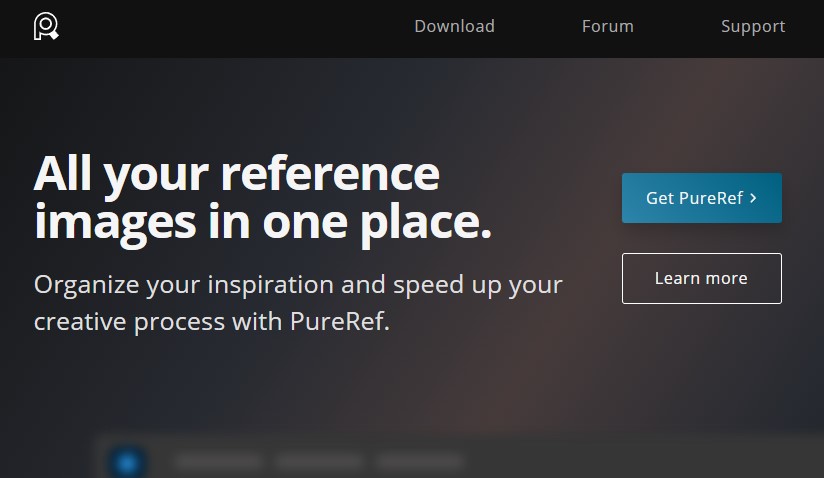 Download Forum Support
All your reference
images in one place.
Organize your inspiration and speed up your
creative process with PureRef.
Get PureRef ›
Learn more